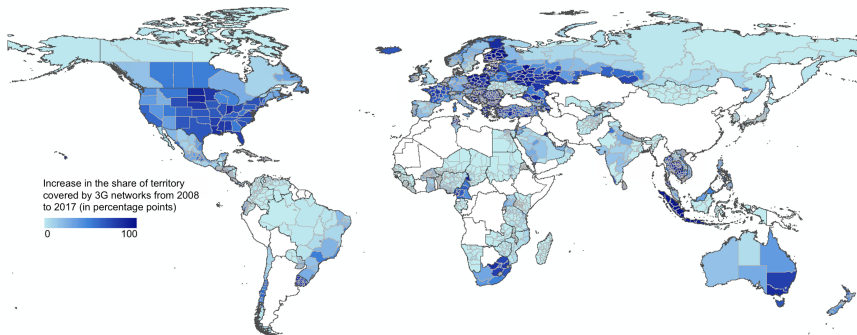 Increase in the share of territory
covered by 3G networks from 2008
to 2017 (in percentage points)
0 100